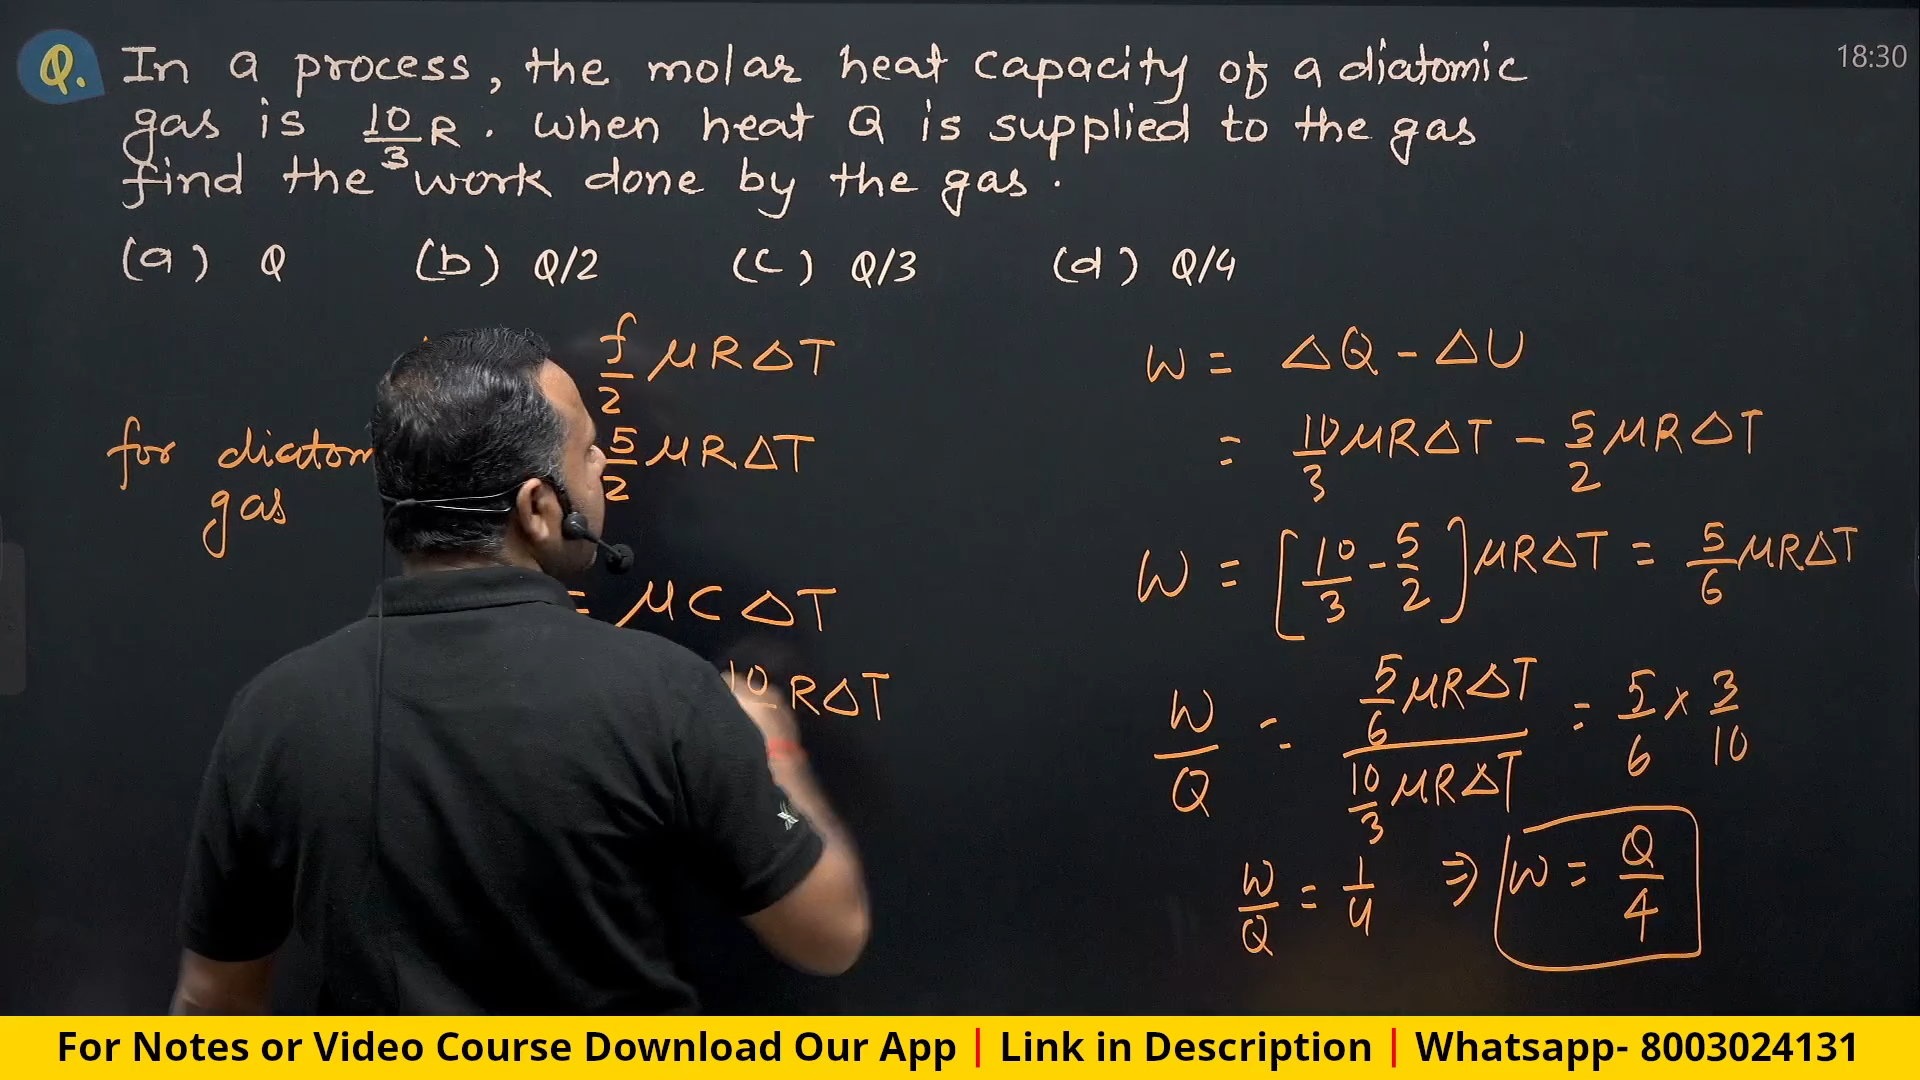 Q. In a process, the molar heat capacity of a diatomic
gas is 10/3 R. When heat Q is supplied to the gas
find the work done by the gas.
(a) Q (b) Q/2 (c) Q/3 (d) Q/4
18:30
f/2 μRΔT
for diatom
gas
5/2 μRΔT
= μCΔT
10 RΔT
W = ΔQ - ΔU
= 10/3 μRΔT - 5/2 μRΔT
W = [10/3 - 5/2] μRΔT = 5/6 μRΔT
W/Q = 5/6 μRΔT / 10/3 μRΔT = 5/6 × 3/10
W/Q = 1/4 ⇒ W = Q/4
For Notes or Video Course Download Our App | Link in Description | Whatsapp- 8003024131